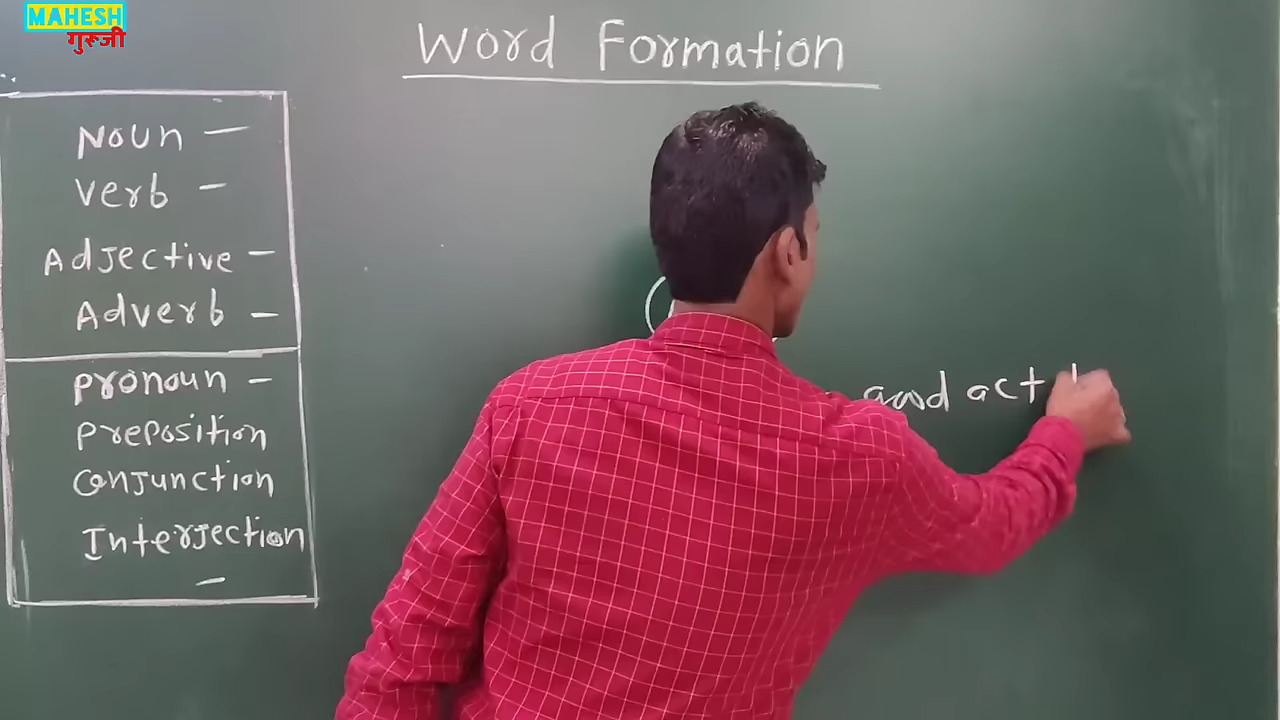 MAHESH
गुरूजी
Word Formation
Noun —
Verb —
Adjective —
Adverb —
Pronoun —
Preposition
Conjunction
Interjection
—
good act